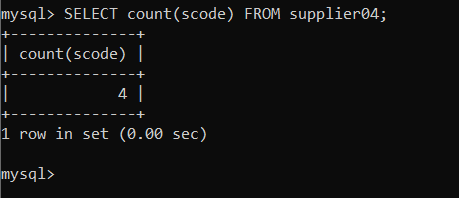 mysql> SELECT count(scode) FROM supplier04;
+--------------+
| count(scode) |
+--------------+
|            4 |
+--------------+
1 row in set (0.00 sec)

mysql>